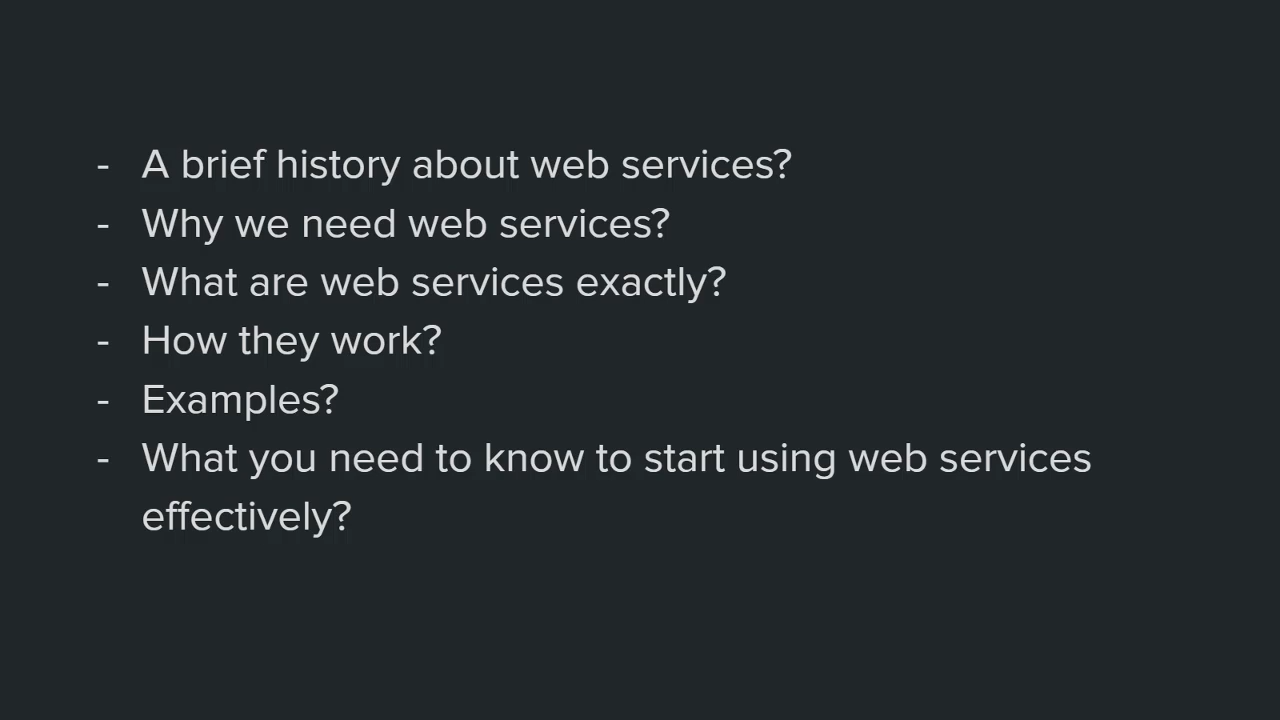 - A brief history about web services?
- Why we need web services?
- What are web services exactly?
- How they work?
- Examples?
- What you need to know to start using web services
effectively?